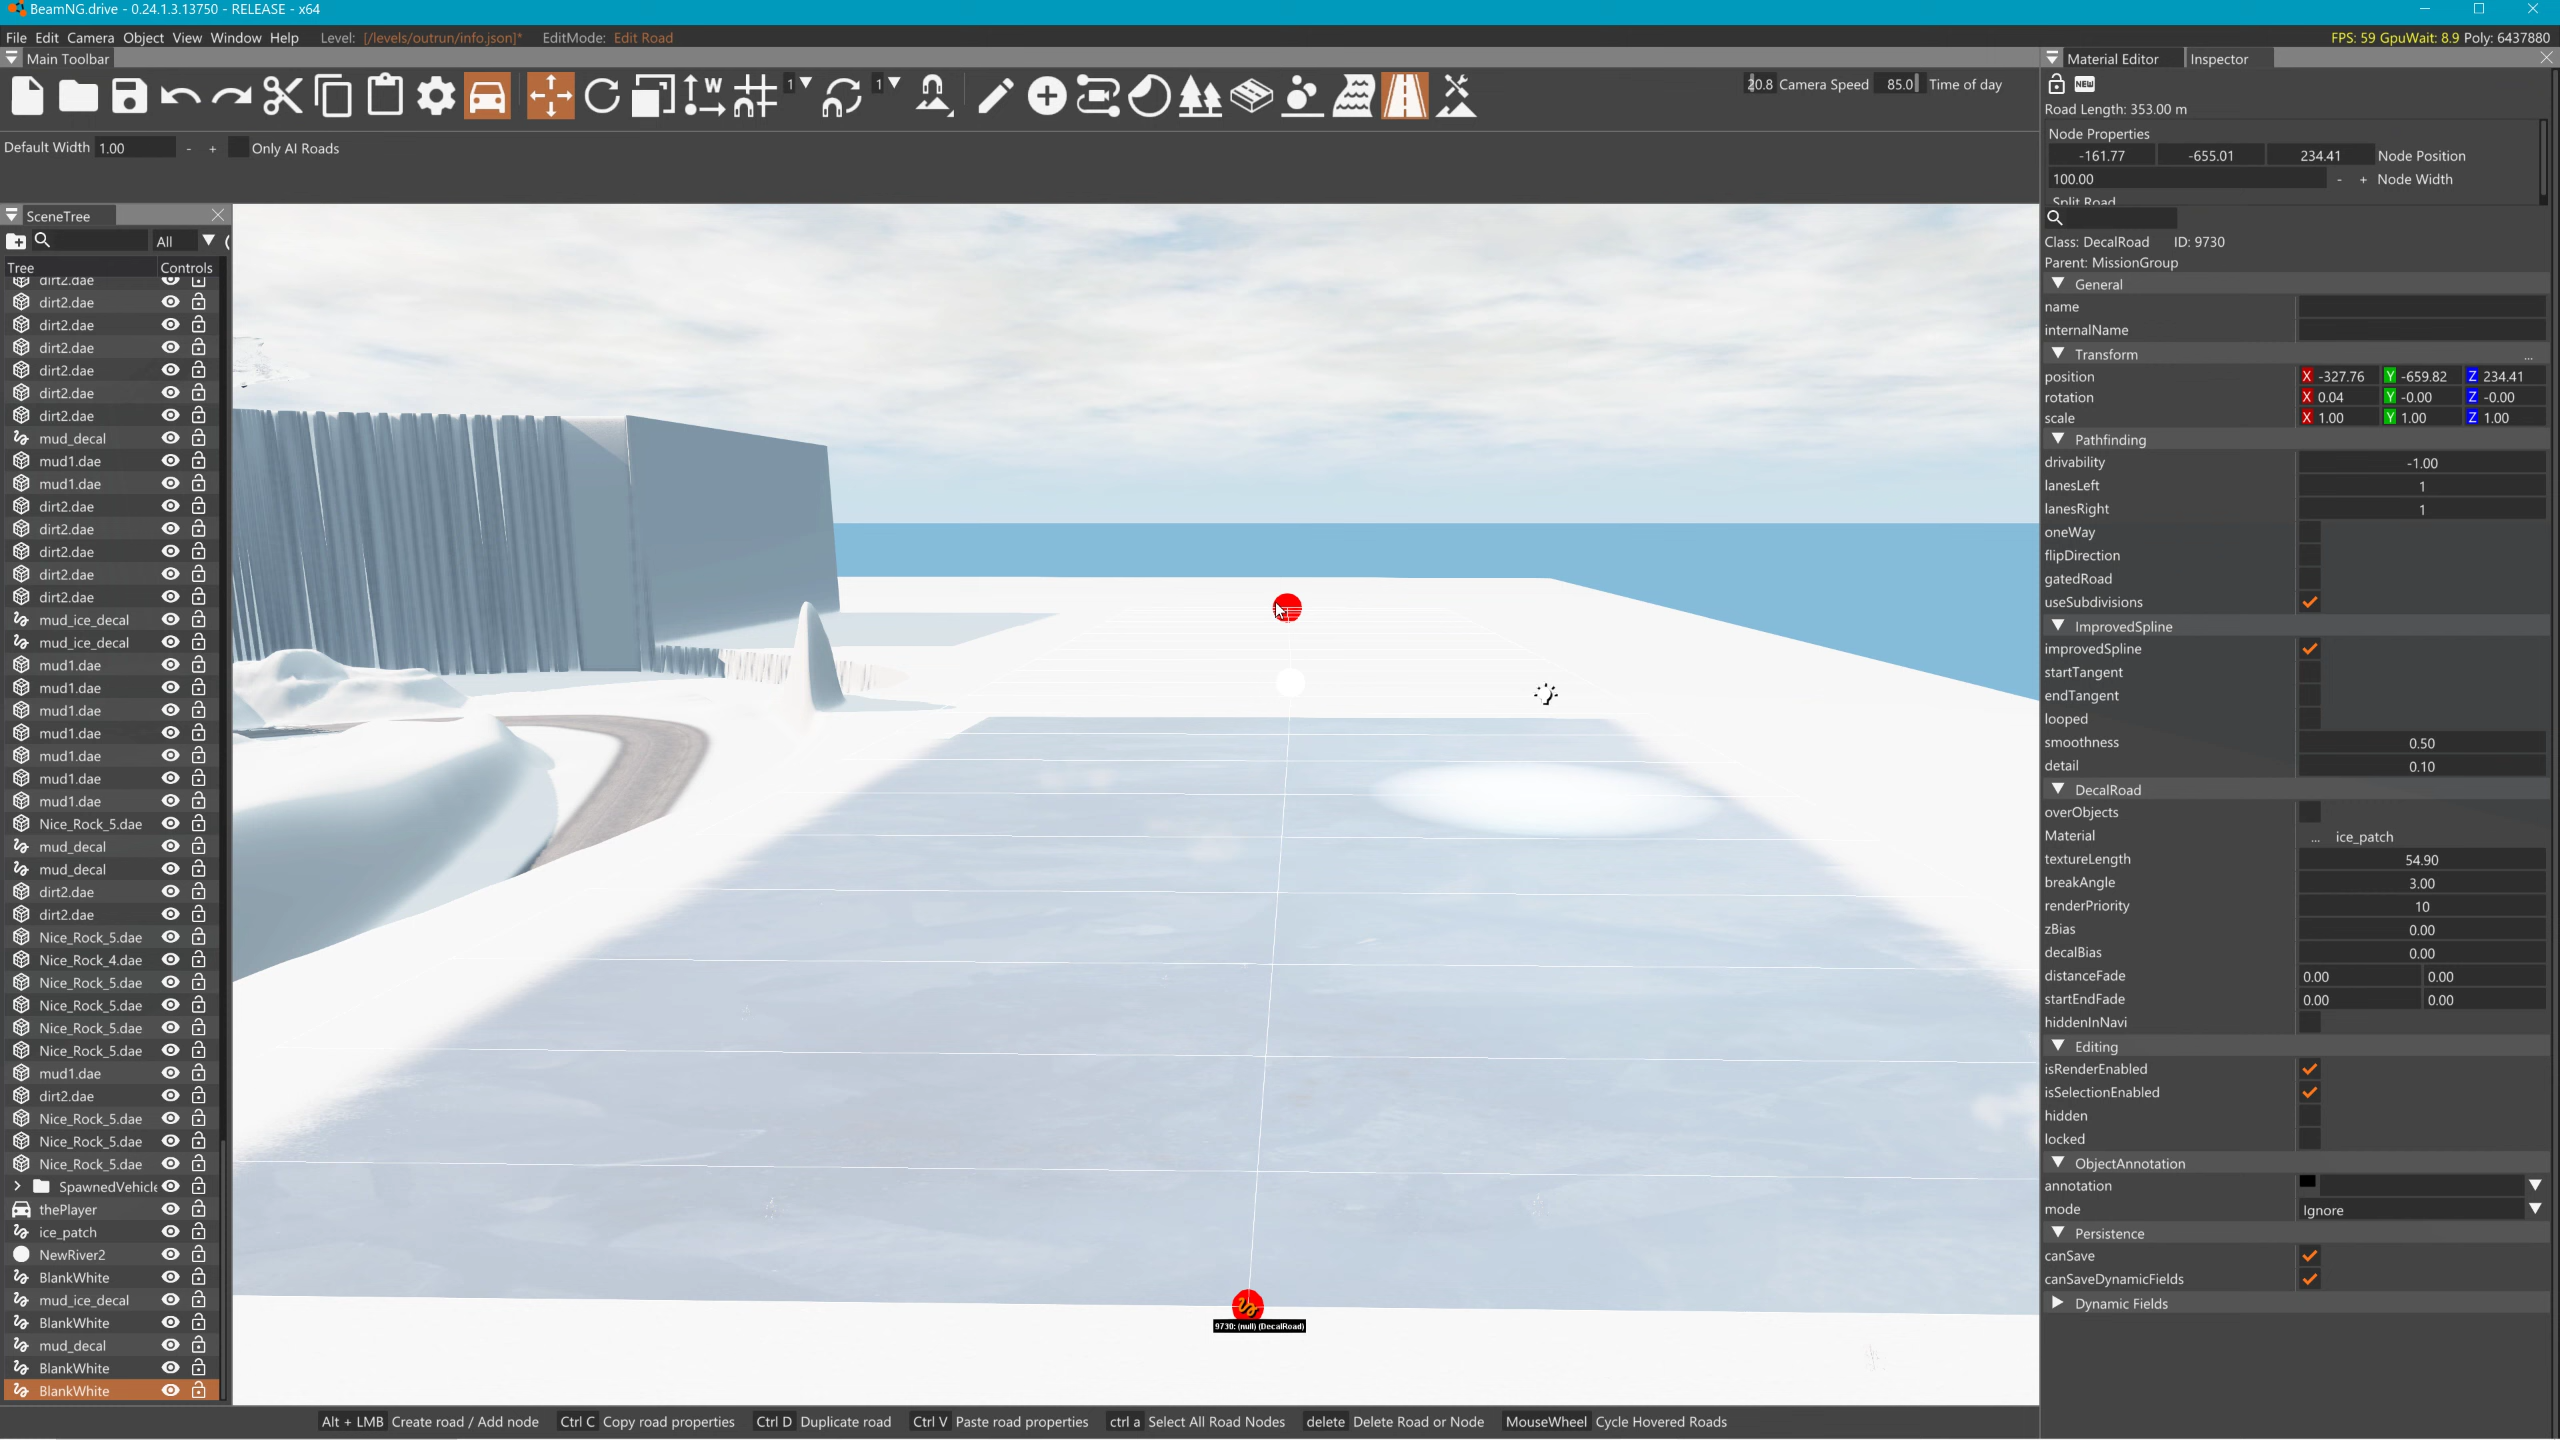 BeamNG.drive - 0.24.1.3.13750 - RELEASE - x64
File Edit Camera Object View Window Help Level: [/levels/outrun/info.json]* EditMode: Edit Road FPS: 59 GpuWait: 8.9 Poly: 6437880
Main Toolbar
W 1 1 20.8 Camera Speed 85.0 Time of day
Default Width 1.00 - + Only AI Roads
SceneTree
All
Tree Controls
dirt2.dae
dirt2.dae
dirt2.dae
dirt2.dae
dirt2.dae
dirt2.dae
dirt2.dae
mud_decal
mud1.dae
mud1.dae
dirt2.dae
dirt2.dae
dirt2.dae
dirt2.dae
dirt2.dae
mud_ice_decal
mud_ice_decal
mud1.dae
mud1.dae
mud1.dae
mud1.dae
mud1.dae
mud1.dae
mud1.dae
Nice_Rock_5.dae
mud_decal
mud_decal
dirt2.dae
dirt2.dae
Nice_Rock_5.dae
Nice_Rock_4.dae
Nice_Rock_5.dae
Nice_Rock_5.dae
Nice_Rock_5.dae
Nice_Rock_5.dae
mud1.dae
dirt2.dae
Nice_Rock_5.dae
Nice_Rock_5.dae
Nice_Rock_5.dae
SpawnedVehicle
thePlayer
ice_patch
NewRiver2
BlankWhite
mud_ice_decal
BlankWhite
mud_decal
BlankWhite
BlankWhite
9730: (null) (DecalRoad)
Material Editor Inspector
NEW
Road Length: 353.00 m
Node Properties
-161.77 -655.01 234.41 Node Position
100.00 - + Node Width
Split Road
Class: DecalRoad ID: 9730
Parent: MissionGroup
General
name
internalName
Transform ...
position X -327.76 Y -659.82 Z 234.41
rotation X 0.04 Y -0.00 Z -0.00
scale X 1.00 Y 1.00 Z 1.00
Pathfinding
drivability -1.00
lanesLeft 1
lanesRight 1
oneWay
flipDirection
gatedRoad
useSubdivisions
ImprovedSpline
improvedSpline
startTangent
endTangent
looped
smoothness 0.50
detail 0.10
DecalRoad
overObjects
Material ... ice_patch
textureLength 54.90
breakAngle 3.00
renderPriority 10
zBias 0.00
decalBias 0.00
distanceFade 0.00 0.00
startEndFade 0.00 0.00
hiddenInNavi
Editing
isRenderEnabled
isSelectionEnabled
hidden
locked
ObjectAnnotation
annotation
mode Ignore
Persistence
canSave
canSaveDynamicFields
Dynamic Fields
Alt + LMB Create road / Add node Ctrl C Copy road properties Ctrl D Duplicate road Ctrl V Paste road properties ctrl a Select All Road Nodes delete Delete Road or Node MouseWheel Cycle Hovered Roads